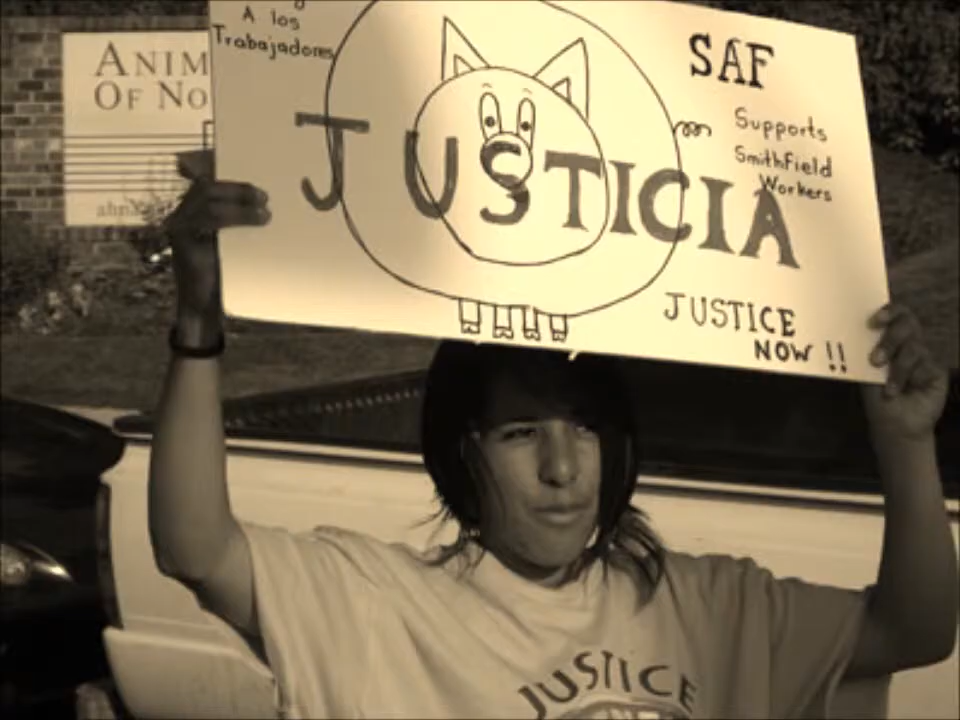 A los
Trabajadores
JUSTICIA
SAF
Supports
Smithfield
Workers
JUSTICE
NOW !!
ANIM
OF NO
JUSTICE